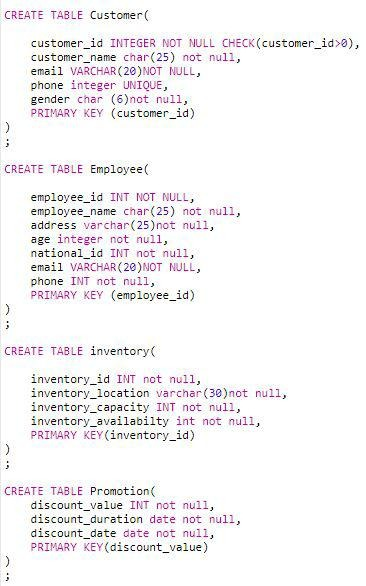 CREATE TABLE Customer(
customer_id INTEGER NOT NULL CHECK(customer_id>0),
customer_name char(25) not null,
email VARCHAR(20)NOT NULL,
phone integer UNIQUE,
gender char (6)not null,
PRIMARY KEY (customer_id)
)
;
CREATE TABLE Employee(
employee_id INT NOT NULL,
employee_name char(25) not null,
address varchar(25)not null,
age integer not null,
national_id INT not null,
email VARCHAR(20)NOT NULL,
phone INT not null,
PRIMARY KEY (employee_id)
)
;
CREATE TABLE inventory(
inventory_id INT not null,
inventory_location varchar(30)not null,
inventory_capacity INT not null,
inventory_availabilty int not null,
PRIMARY KEY(inventory_id)
)
;
CREATE TABLE Promotion(
discount_value INT not null,
discount_duration date not null,
discount_date date not null,
PRIMARY KEY(discount_value)
)
;